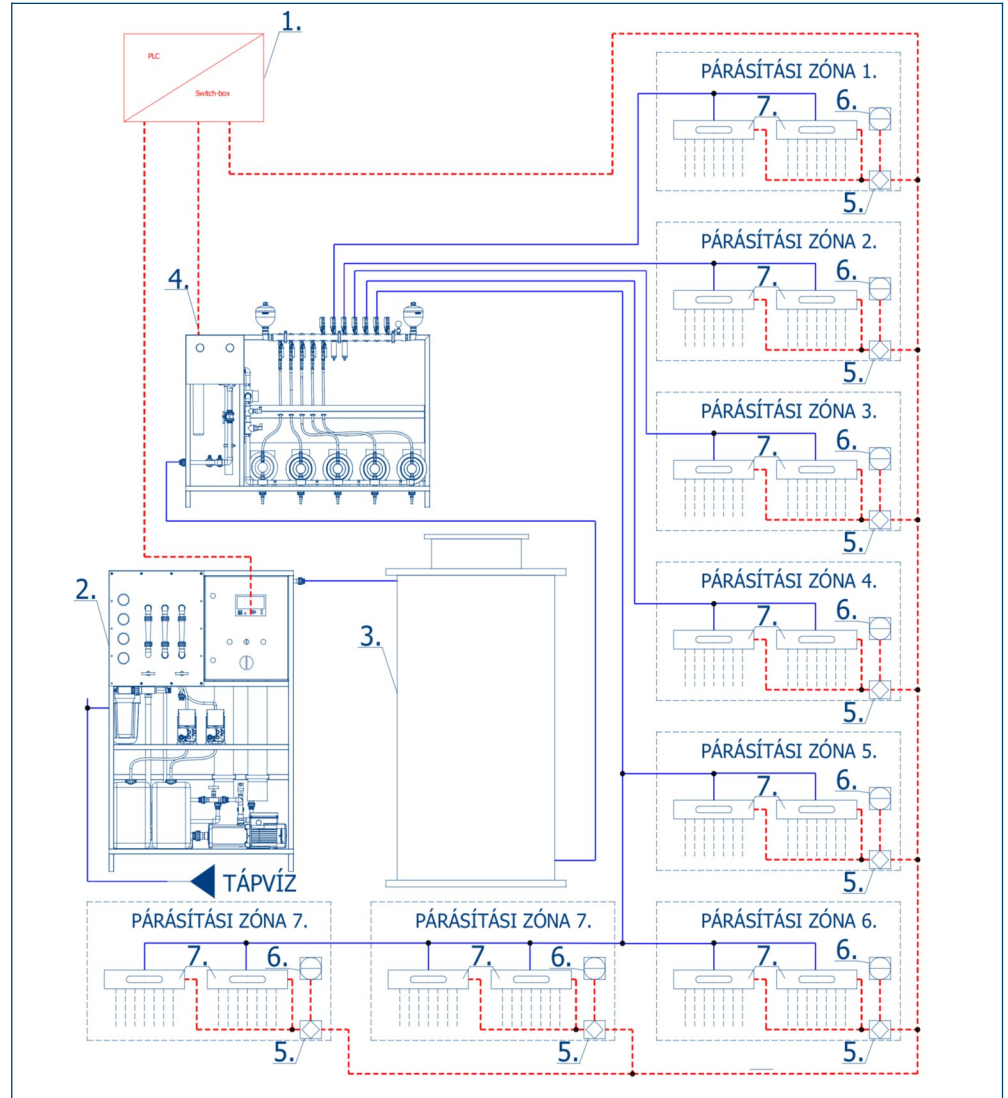 1.
PLC
Switch-box
PÁRÁSÍTÁSI ZÓNA 1.
7.
6.
5.
PÁRÁSÍTÁSI ZÓNA 2.
7.
6.
5.
4.
PÁRÁSÍTÁSI ZÓNA 3.
7.
6.
5.
PÁRÁSÍTÁSI ZÓNA 4.
7.
6.
5.
2.
3.
PÁRÁSÍTÁSI ZÓNA 5.
7.
6.
5.
TÁPVÍZ
PÁRÁSÍTÁSI ZÓNA 7.
7.
6.
5.
PÁRÁSÍTÁSI ZÓNA 7.
7.
6.
5.
PÁRÁSÍTÁSI ZÓNA 6.
7.
6.
5.